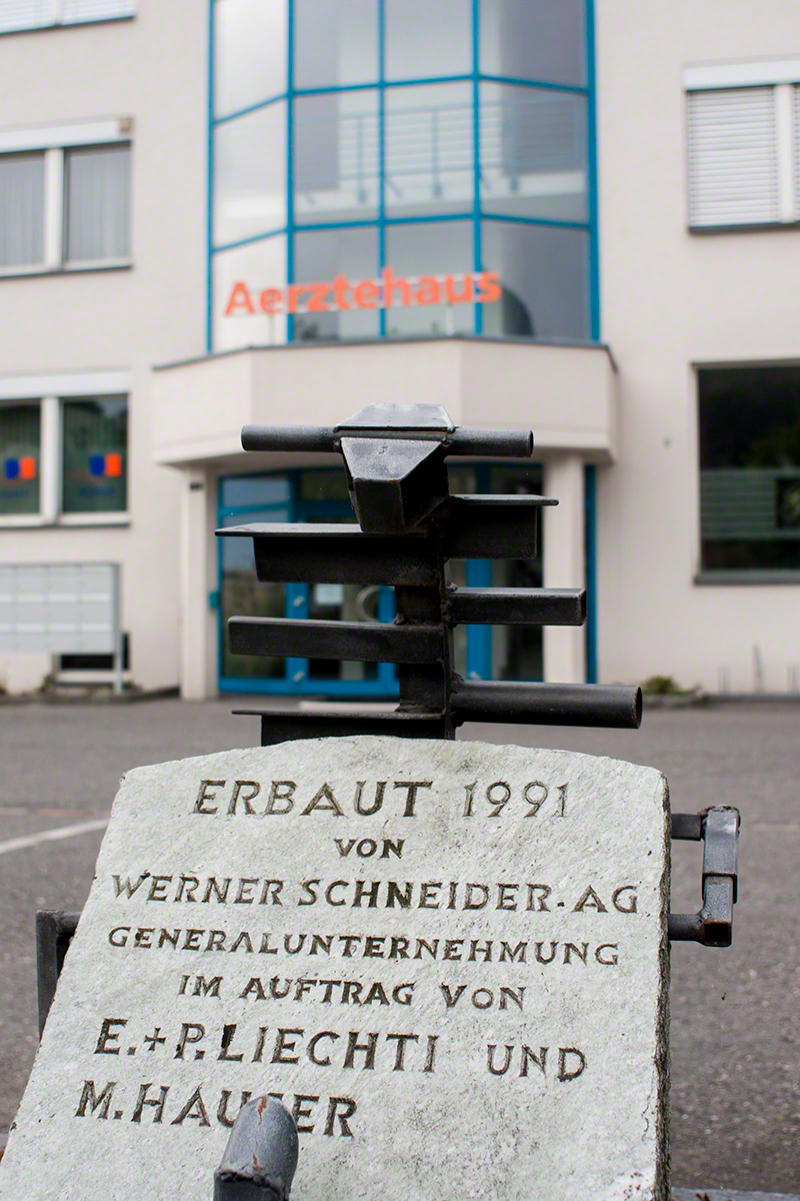 Aerztehaus
ERBAUT 1991
VON
WERNER SCHNEIDER-AG
GENERALUNTERNEHMUNG
IM AUFTRAG VON
E.+P. LIECHTI UND